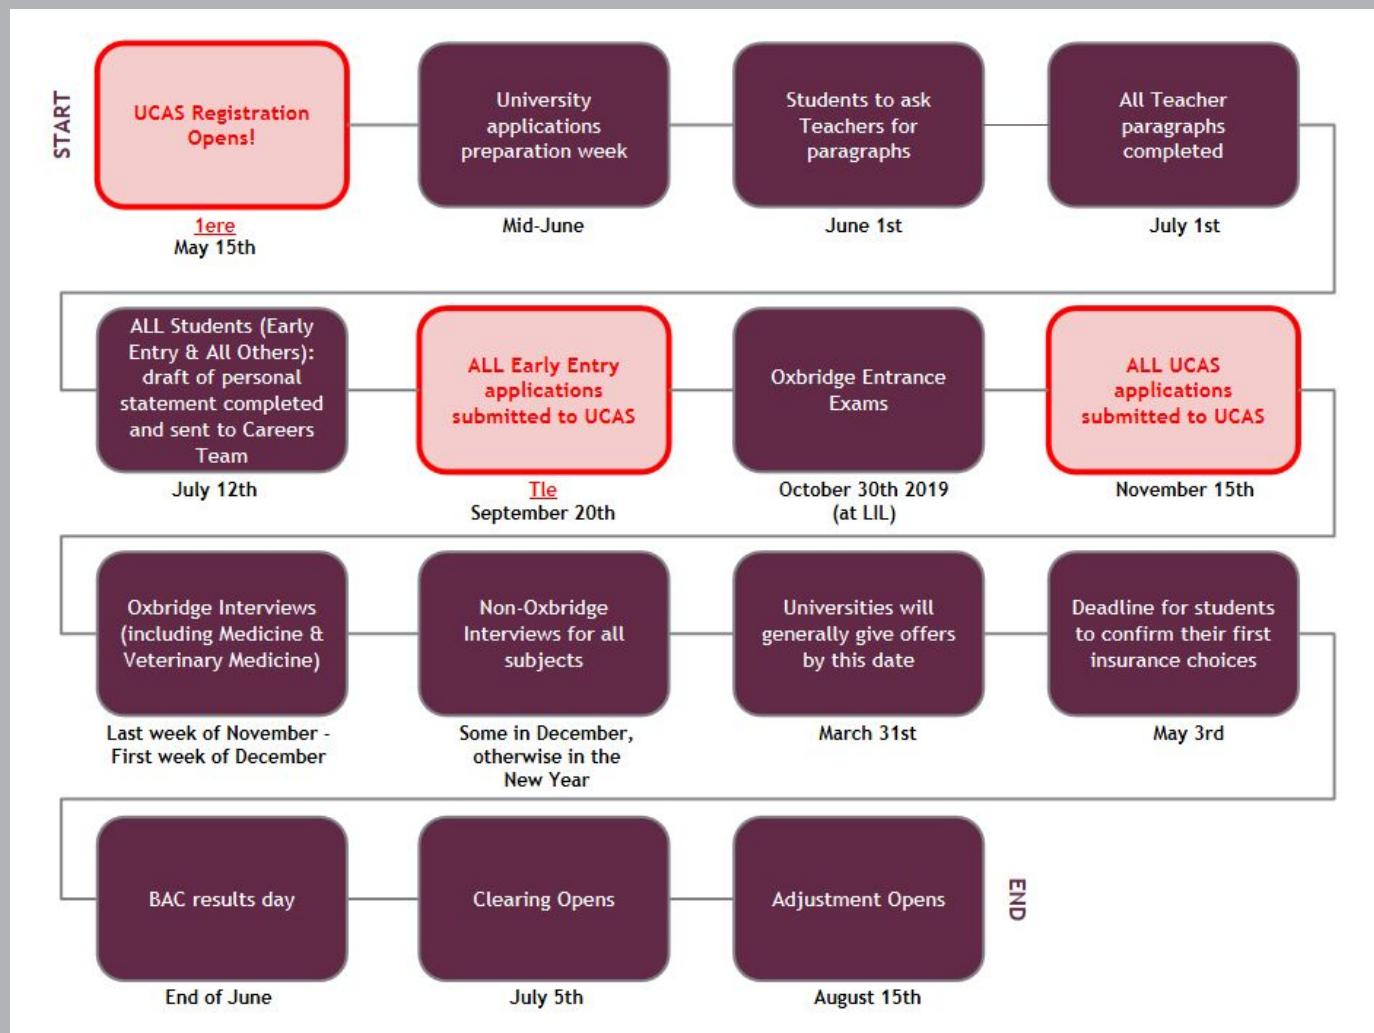 START
UCAS Registration
Opens!
1ere
May 15th
University
applications
preparation week
Mid-June
Students to ask
Teachers for
paragraphs
June 1st
All Teacher
paragraphs
completed
July 1st
ALL Students (Early
Entry & All Others):
draft of personal
statement completed
and sent to Careers
Team
July 12th
ALL Early Entry
applications
submitted to UCAS
Tle
September 20th
Oxbridge Entrance
Exams
October 30th 2019
(at LIL)
ALL UCAS
applications
submitted to UCAS
November 15th
Oxbridge Interviews
(including Medicine &
Veterinary Medicine)
Last week of November -
First week of December
Non-Oxbridge
Interviews for all
subjects
Some in December,
otherwise in the
New Year
Universities will
generally give offers
by this date
March 31st
Deadline for students
to confirm their first
insurance choices
May 3rd
BAC results day
End of June
Clearing Opens
July 5th
Adjustment Opens
August 15th
END